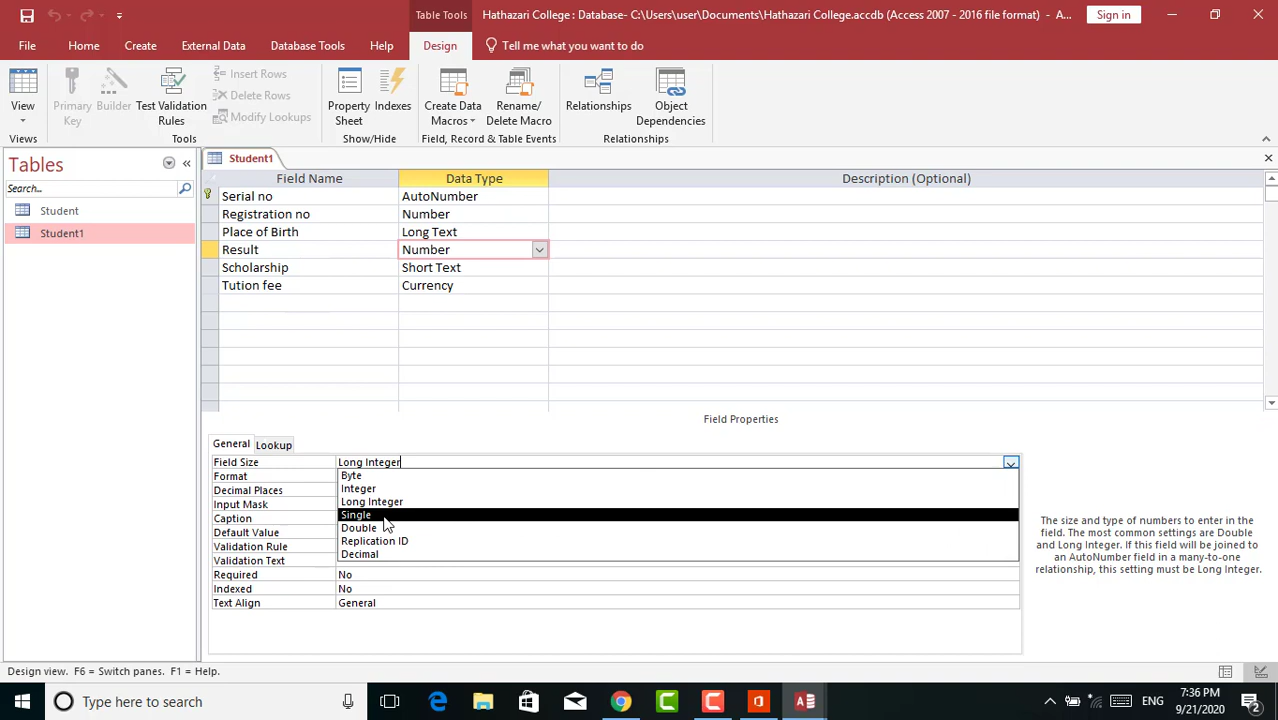 Table Tools
Hathazari College : Database- C:\Users\user\Documents\Hathazari College.accdb (Access 2007 - 2016 file format) - A...
Sign in
File Home Create External Data Database Tools Help Design Tell me what you want to do
View
Primary Key
Builder
Test Validation Rules
Insert Rows
Delete Rows
Modify Lookups
Property Sheet
Indexes
Create Data Macros
Rename/ Delete Macro
Relationships
Object Dependencies
Views Tools Show/Hide Field, Record & Table Events Relationships
Tables
Search...
Student
Student1
Student1
Field Name Data Type Description (Optional)
Serial no AutoNumber
Registration no Number
Place of Birth Long Text
Result Number
Scholarship Short Text
Tution fee Currency
Field Properties
General Lookup
Field Size Long Integer
Format
Decimal Places
Input Mask
Caption
Default Value
Validation Rule
Validation Text
Required No
Indexed No
Text Align General
Byte
Integer
Long Integer
Single
Double
Replication ID
Decimal
The size and type of numbers to enter in the
field. The most common settings are Double
and Long Integer. If this field will be joined to
an AutoNumber field in a many-to-one
relationship, this setting must be Long Integer.
Design view. F6 = Switch panes. F1 = Help.
Type here to search
ENG
7:36 PM
9/21/2020
2